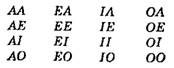 AA EA IA OA
AE EE IE OE
AI EI II OI
AO EO IO OO